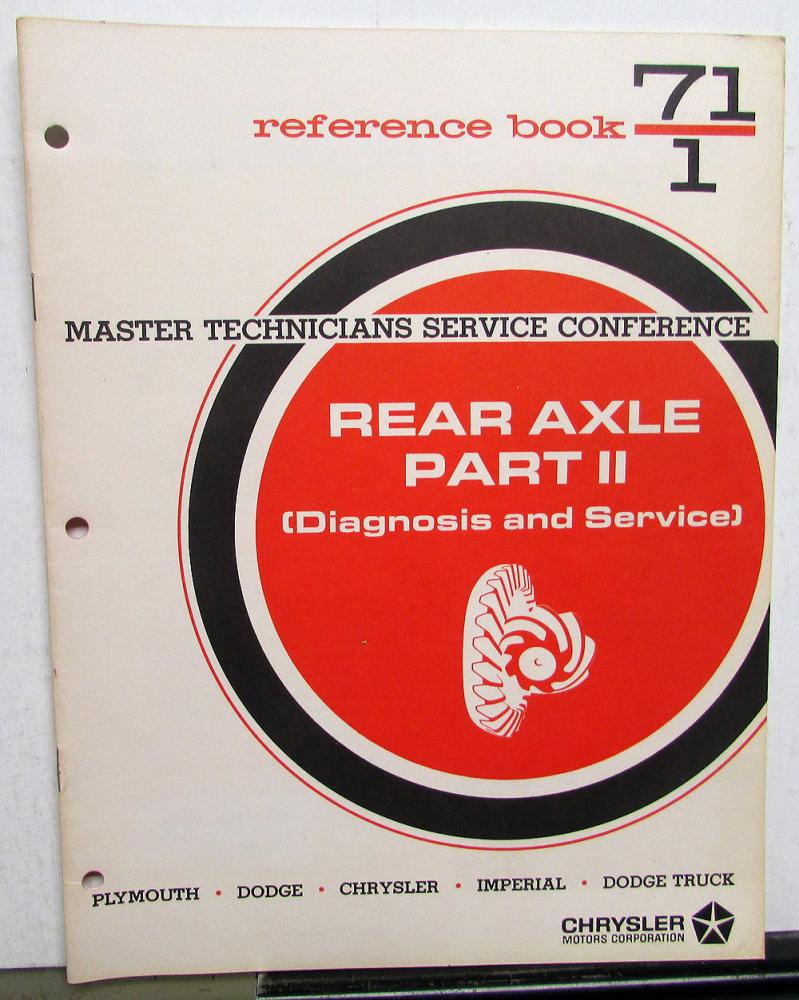 71
reference book
1
MASTER TECHNICIANS SERVICE CONFERENCE
REAR AXLE
PART II
(Diagnosis and Service)
PLYMOUTH • DODGE • CHRYSLER • IMPERIAL • DODGE TRUCK
CHRYSLER
MOTORS CORPORATION